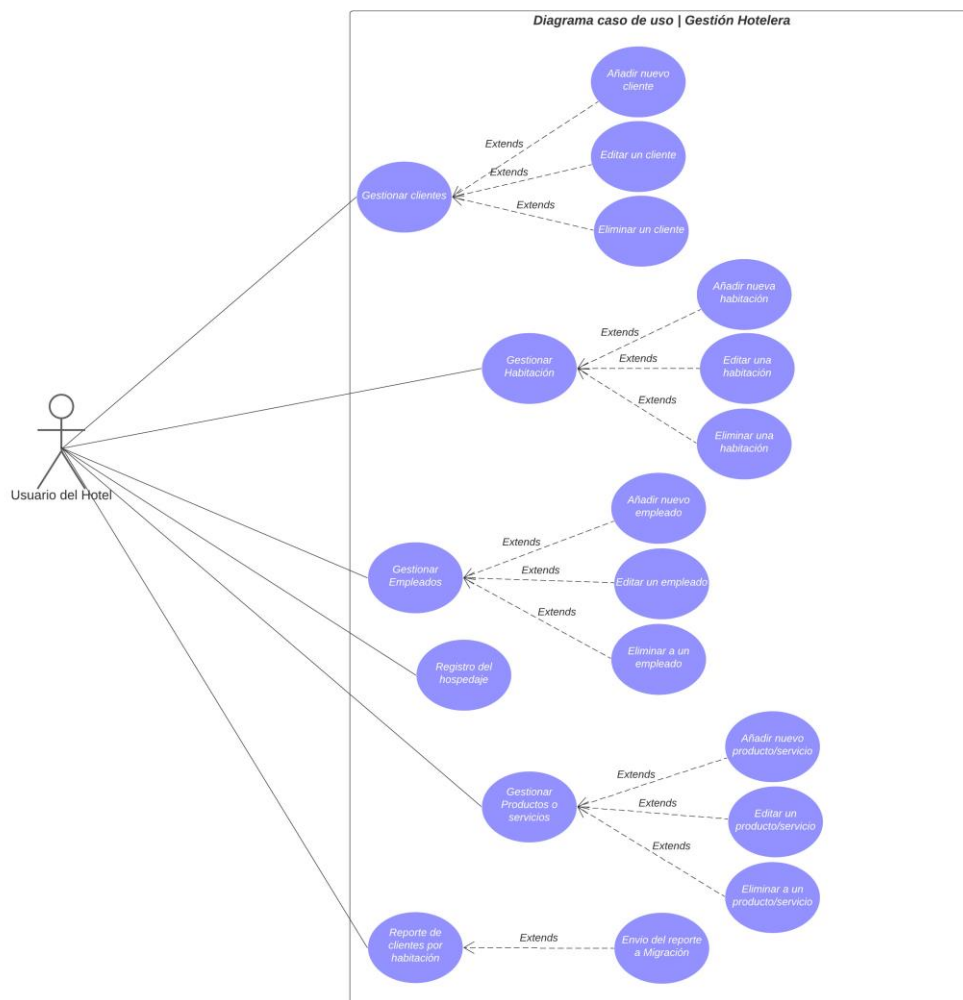 Diagrama caso de uso | Gestión Hotelera
Añadir nuevo
cliente
Extends
Editar un cliente
Extends
Gestionar clientes
Extends
Eliminar un cliente
Añadir nueva
habitación
Extends
Gestionar
Habitación
Extends
Editar una
habitación
Extends
Eliminar una
habitación
Usuario del Hotel
Añadir nuevo
empleado
Extends
Gestionar
Empleados
Extends
Editar un empleado
Extends
Eliminar a un
empleado
Registro del
hospedaje
Añadir nuevo
producto/servicio
Extends
Gestionar
Productos o
servicios
Extends
Editar un
producto/servicio
Extends
Eliminar a un
producto/servicio
Reporte de
clientes por
habitación
Extends
Envio del reporte
a Migración